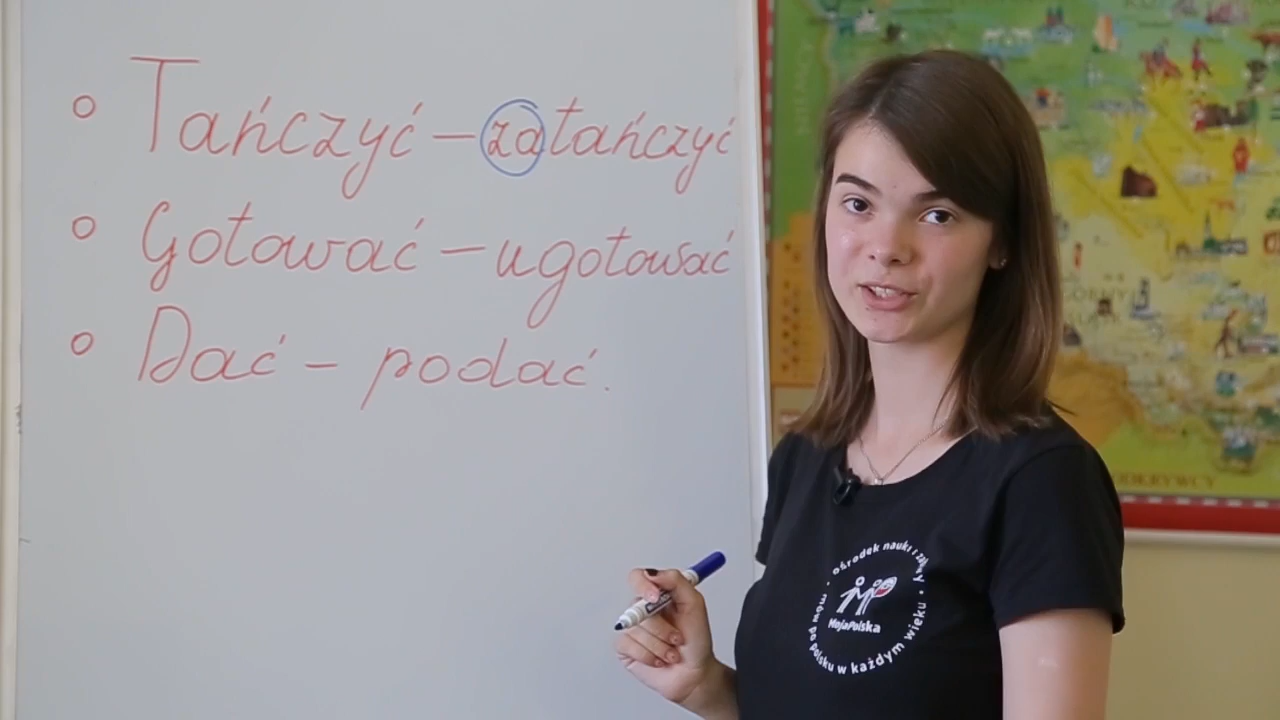 Tańczyć – zatańczyć
Gotować – ugotować
Dać – podać.
ośrodek nauki i
MojaPolska
mów po polsku w każdym wieku